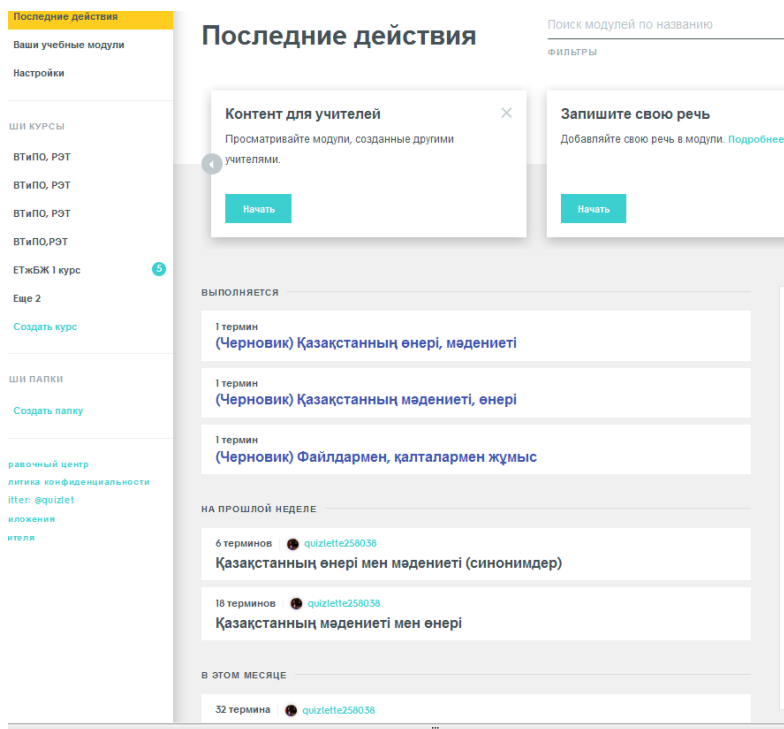 Последние действия
Ваши учебные модули
Настройки
ШИ КУРСЫ
ВТиПО, РЭТ
ВТиПО, РЭТ
ВТиПО, РЭТ
ВТиПО,РЭТ
ЕТжБЖ 1 курс 5
Еще 2
Создать курс
ШИ ПАПКИ
Создать папку
равочный центр
литика конфиденциальности
itter: @quizlet
иложения
ителя
Последние действия
Поиск модулей по названию
ФИЛЬТРЫ
Контент для учителей
Просматривайте модули, созданные другими
учителями.
Начать
Запишите свою речь
Добавляйте свою речь в модули. Подробнее
Начать
ВЫПОЛНЯЕТСЯ
1 термин
(Черновик) Қазақстанның өнері, мәдениеті
1 термин
(Черновик) Қазақстанның мәдениеті, өнері
1 термин
(Черновик) Файлдармен, қалталармен жұмыс
НА ПРОШЛОЙ НЕДЕЛЕ
6 терминов quizlette258038
Қазақстанның өнері мен мәдениеті (синонимдер)
18 терминов quizlette258038
Қазақстанның мәдениеті мен өнері
В ЭТОМ МЕСЯЦЕ
32 термина quizlette258038